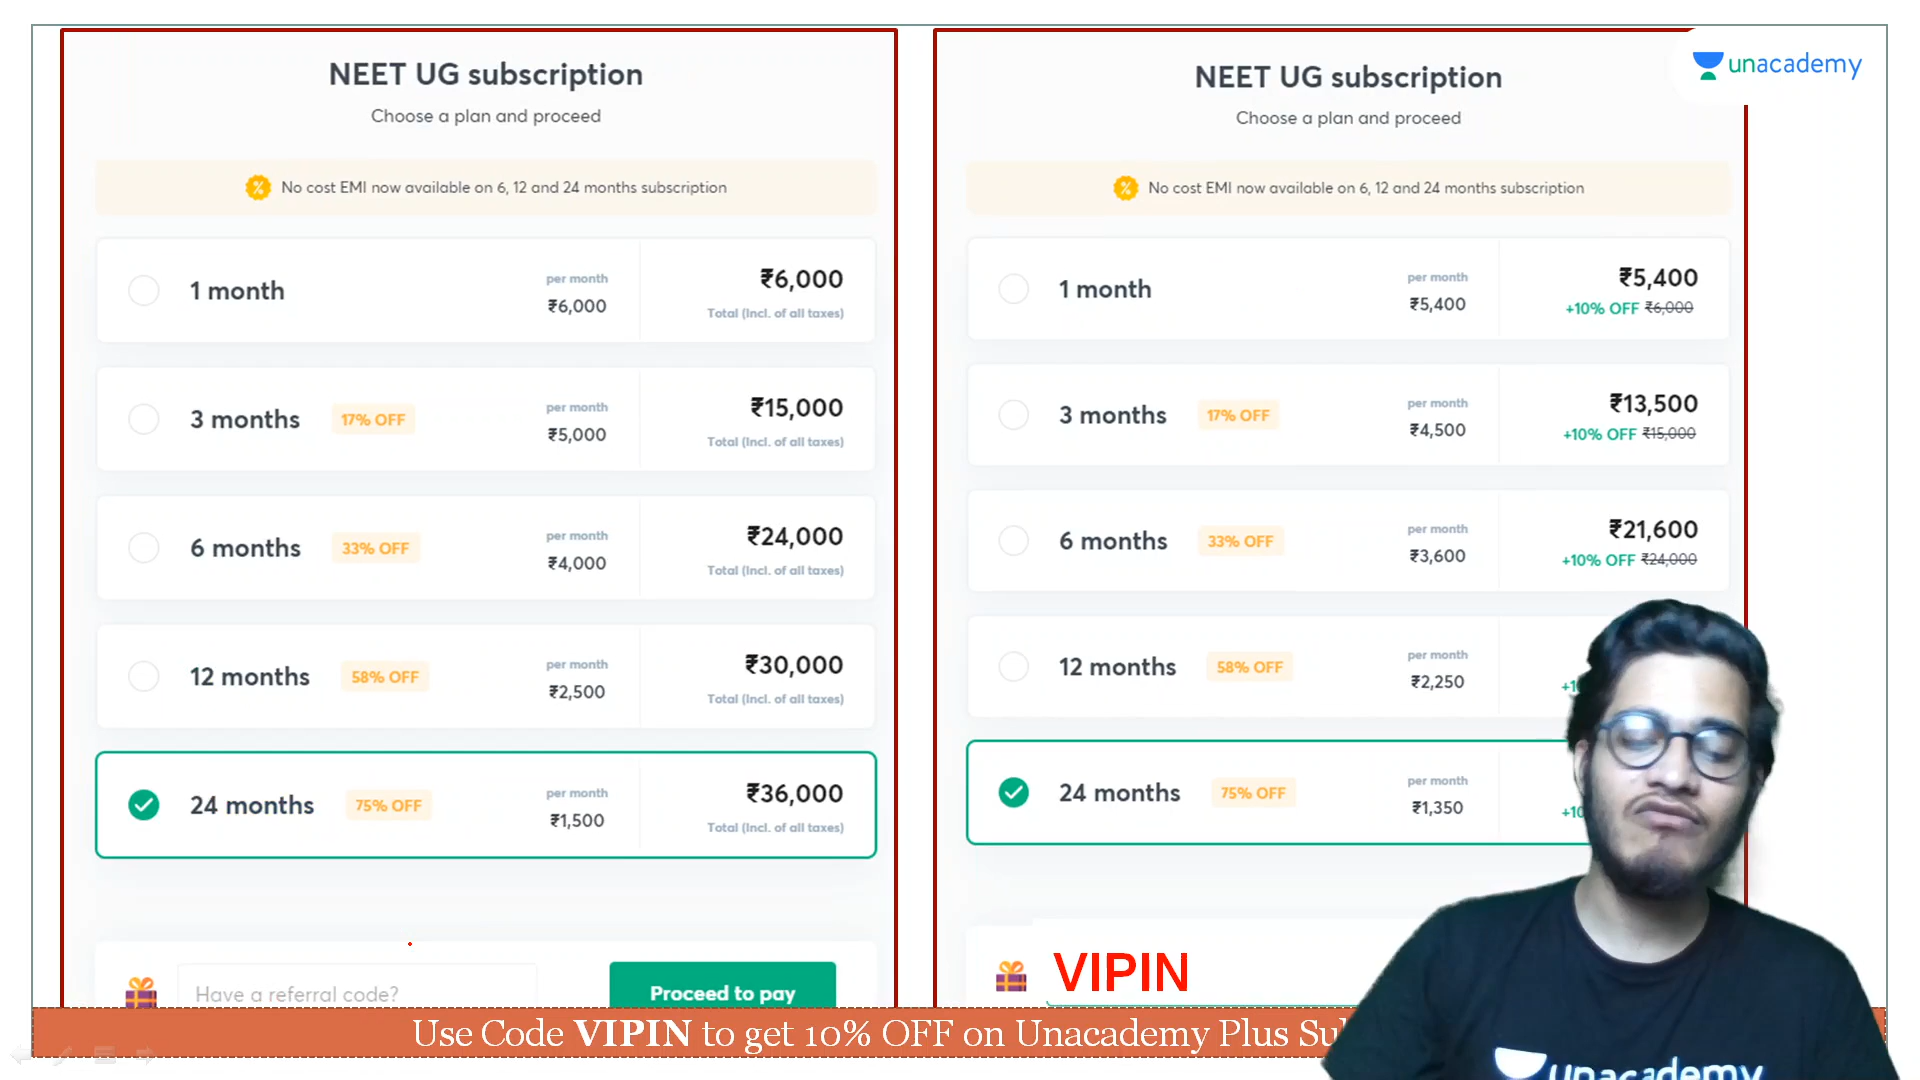 NEET UG subscription
Choose a plan and proceed
No cost EMI now available on 6, 12 and 24 months subscription
1 month
per month
₹6,000
₹6,000
Total (Incl. of all taxes)
3 months
17% OFF
per month
₹5,000
₹15,000
Total (Incl. of all taxes)
6 months
33% OFF
per month
₹4,000
₹24,000
Total (Incl. of all taxes)
12 months
58% OFF
per month
₹2,500
₹30,000
Total (Incl. of all taxes)
24 months
75% OFF
per month
₹1,500
₹36,000
Total (Incl. of all taxes)
Have a referral code?
Proceed to pay
unacademy
NEET UG subscription
Choose a plan and proceed
No cost EMI now available on 6, 12 and 24 months subscription
1 month
per month
₹5,400
₹5,400
+10% OFF ₹6,000
3 months
17% OFF
per month
₹4,500
₹13,500
+10% OFF ₹15,000
6 months
33% OFF
per month
₹3,600
₹21,600
+10% OFF ₹24,000
12 months
58% OFF
per month
₹2,250
24 months
75% OFF
per month
₹1,350
VIPIN
Use Code VIPIN to get 10% OFF on Unacademy Plus
unacademy